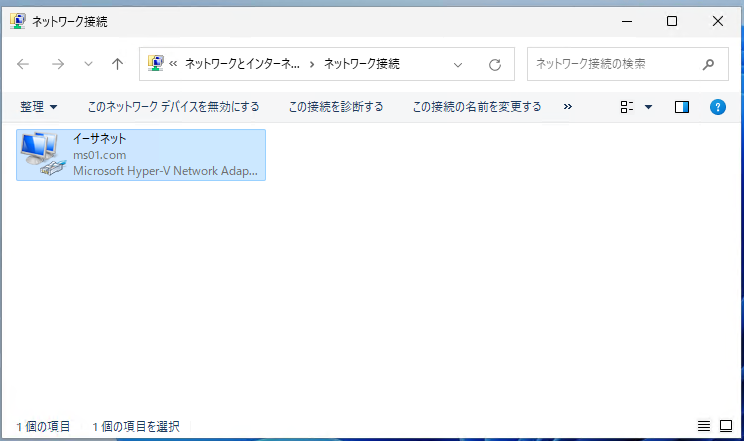 ネットワーク接続
ネットワークとインターネ... ネットワーク接続
ネットワーク接続の検索
整理 このネットワーク デバイスを無効にする この接続を診断する この接続の名前を変更する »
イーサネット
ms01.com
Microsoft Hyper-V Network Adap...
1 個の項目 1 個の項目を選択